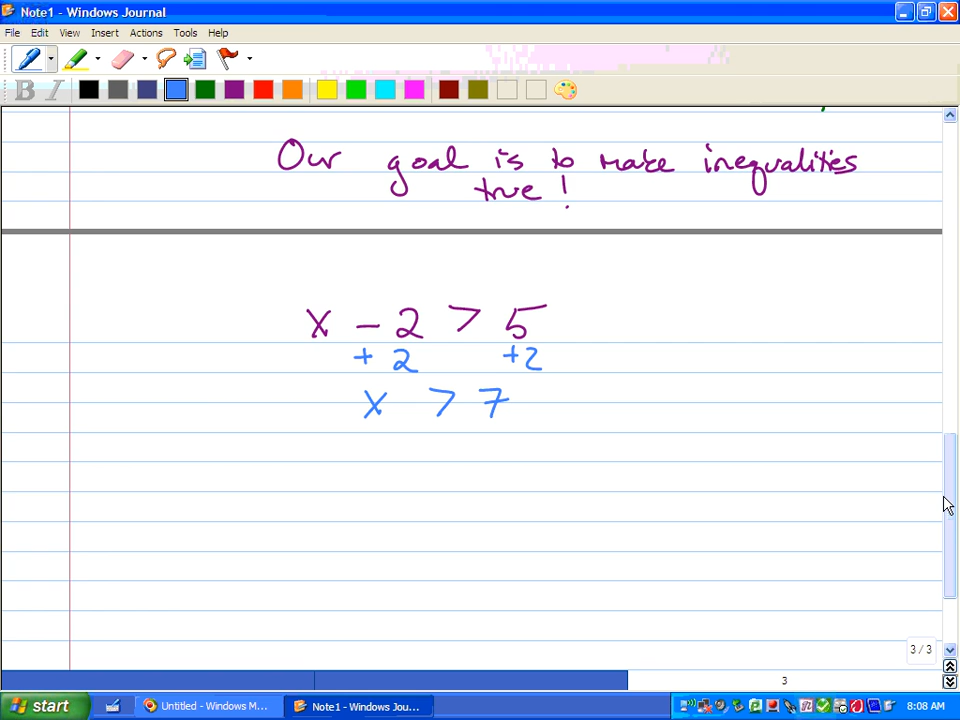 Note1 - Windows Journal
File Edit View Insert Actions Tools Help
B I
Our goal is to make inequalities
true!
x - 2 > 5
+ 2 +2
x > 7
3 / 3
3
start Untitled - Windows M... Note1 - Windows Jou... 8:08 AM